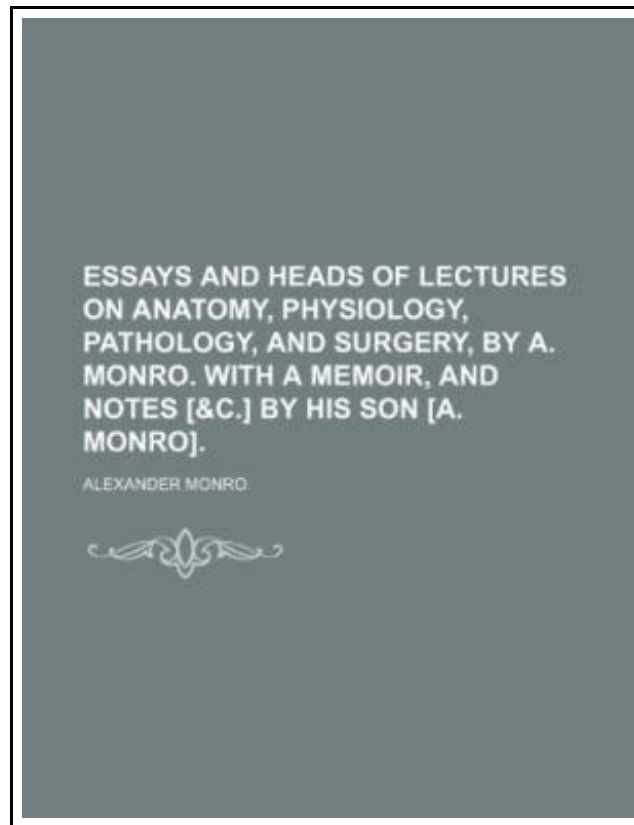 ESSAYS AND HEADS OF LECTURES
ON ANATOMY, PHYSIOLOGY,
PATHOLOGY, AND SURGERY, BY A.
MONRO. WITH A MEMOIR, AND
NOTES [&C.] BY HIS SON [A.
MONRO].
ALEXANDER MONRO